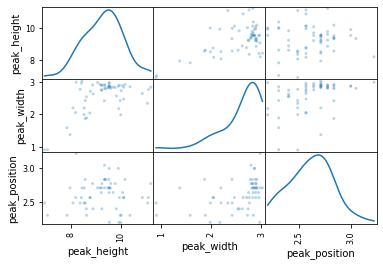 peak_height
10
8
peak_width
3
2
1
peak_position
3.0
2.5
8
10
peak_height
1
2
3
peak_width
2.5
3.0
peak_position